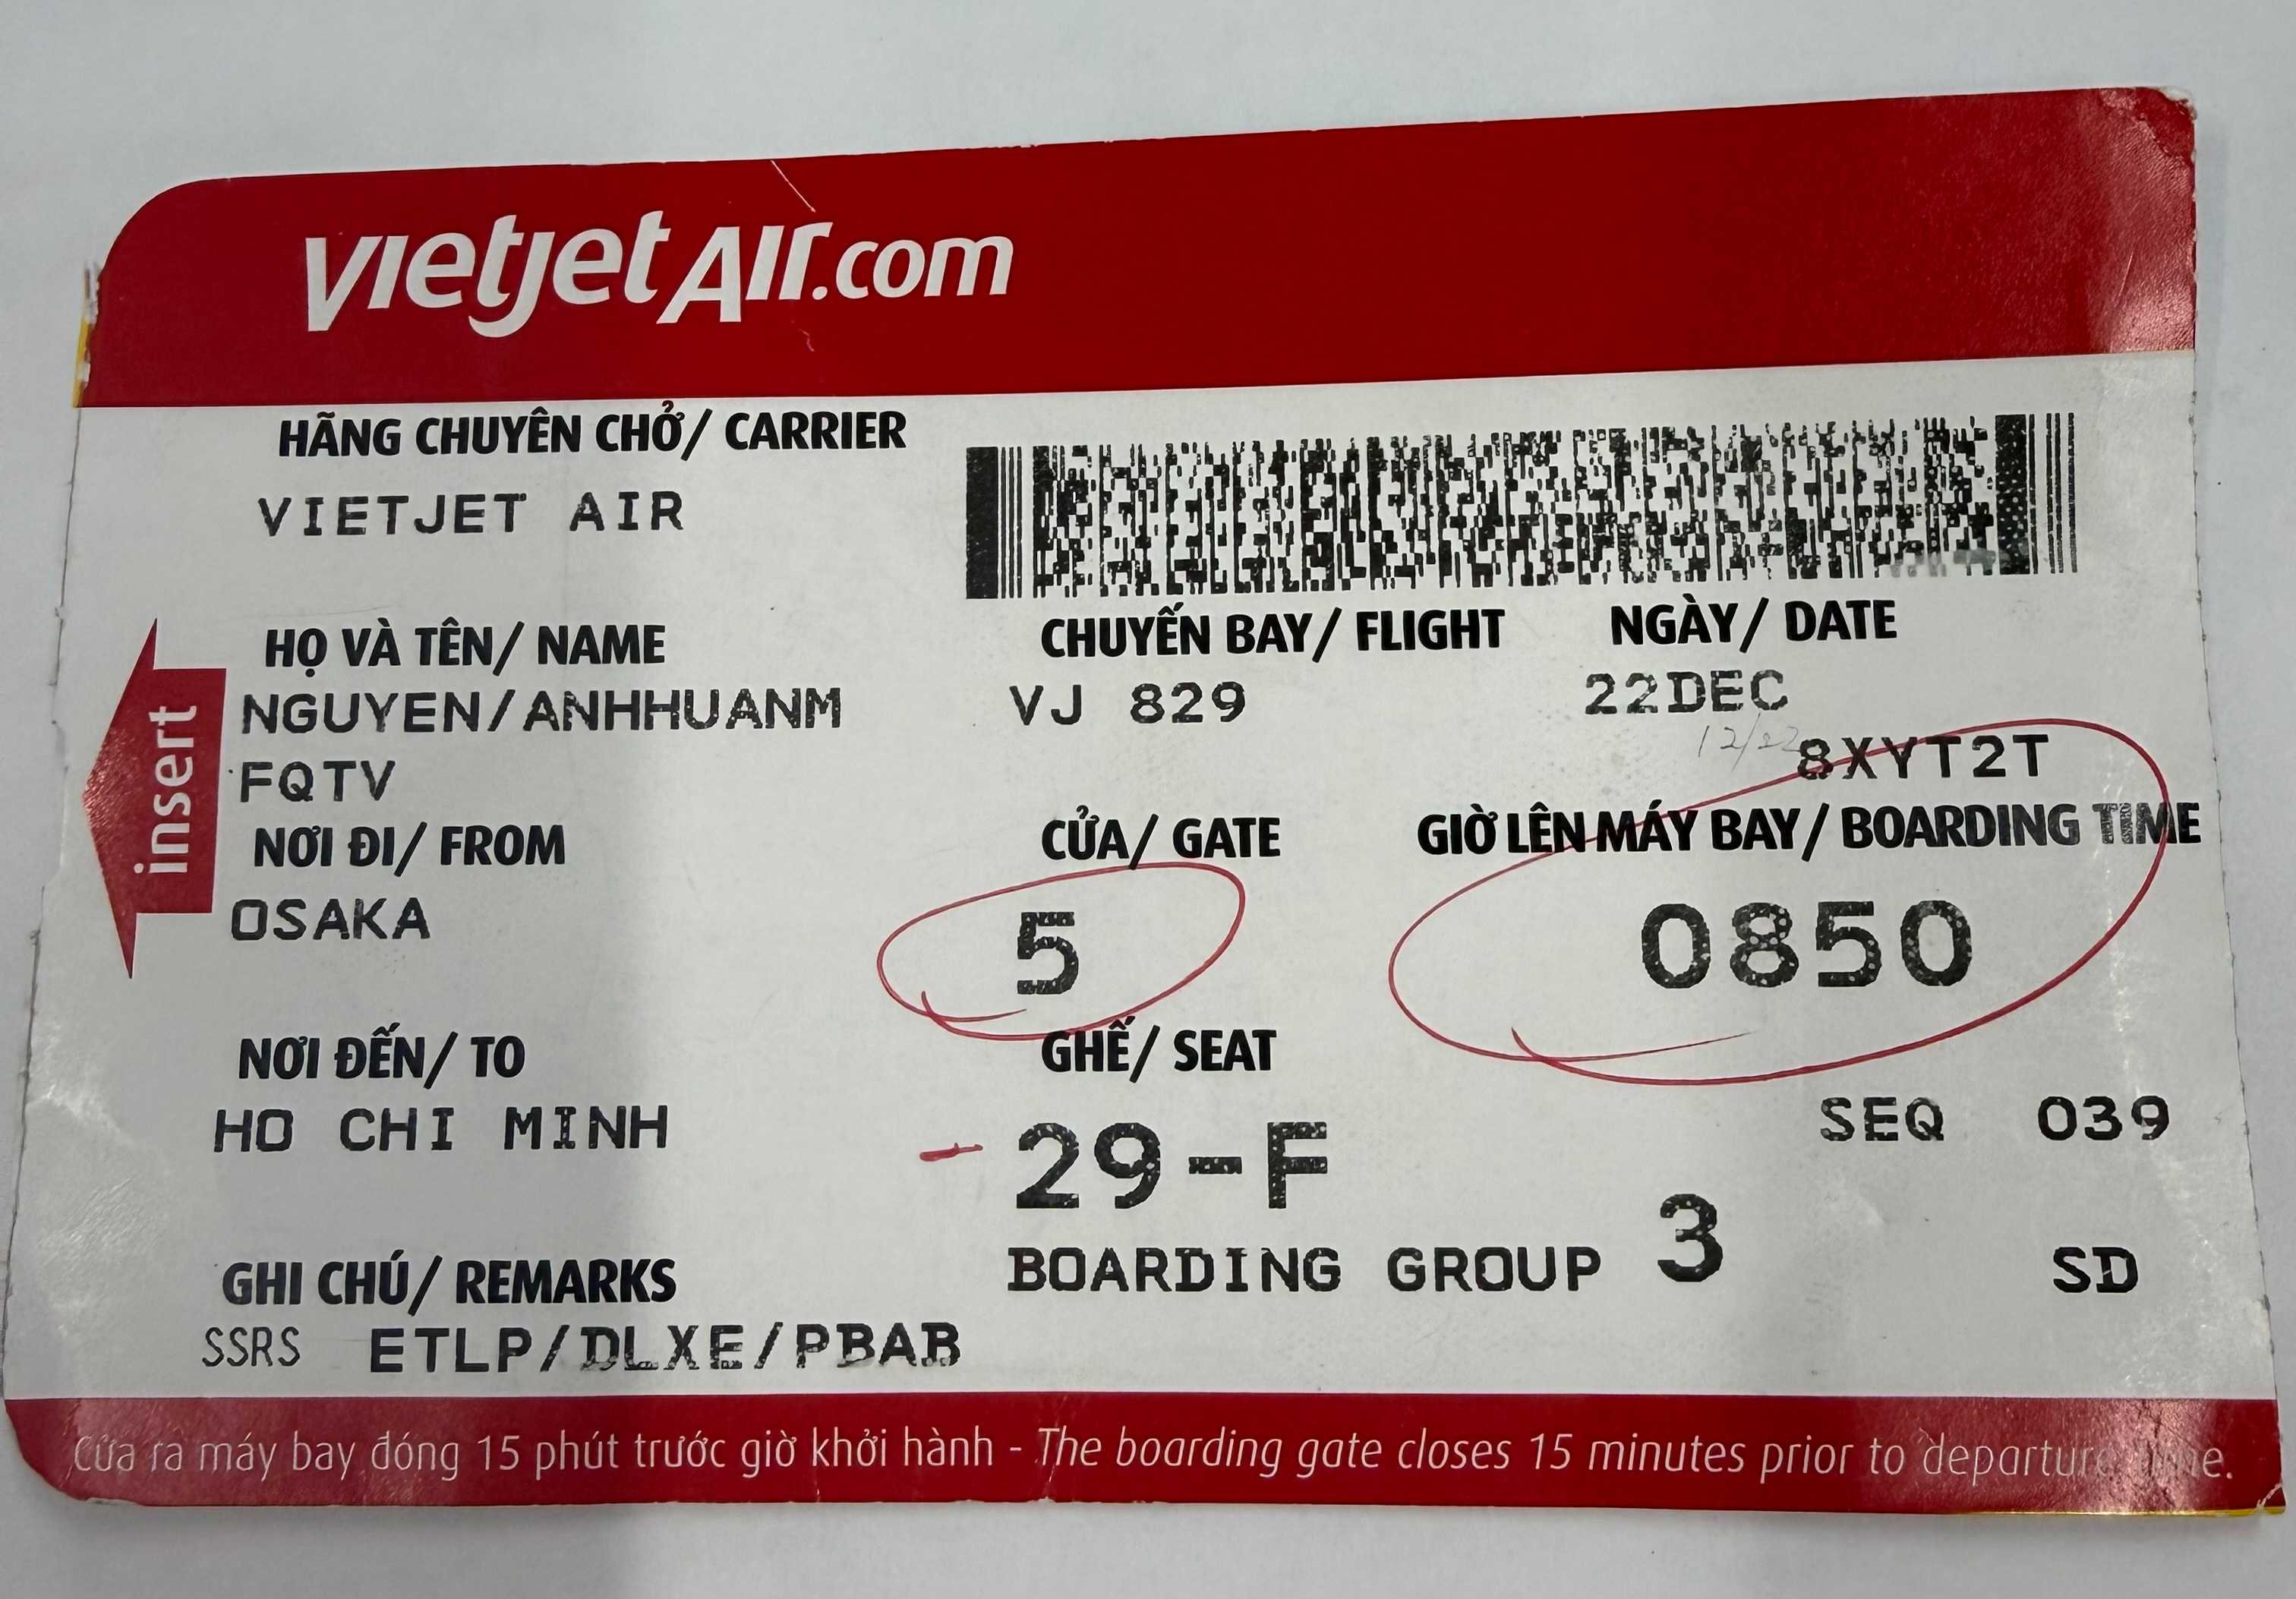 vietjetAir.com
HÃNG CHUYÊN CHỞ/ CARRIER
VIETJET AIR
HỌ VÀ TÊN/ NAME
NGUYEN/ANHHUANM
FQTV
CHUYẾN BAY/ FLIGHT
VJ 829
NGÀY/ DATE
22DEC
12/22
8XYT2T
insert
NƠI ĐI/ FROM
OSAKA
CỬA/ GATE
5
GIỜ LÊN MÁY BAY/ BOARDING TIME
0850
NƠI ĐẾN/ TO
HO CHI MINH
GHẾ/ SEAT
29-F
SEQ 039
BOARDING GROUP 3
SD
GHI CHÚ/ REMARKS
SSRS ETLP/DLXE/PBAB
Cửa ra máy bay đóng 15 phút trước giờ khởi hành - The boarding gate closes 15 minutes prior to departure time.